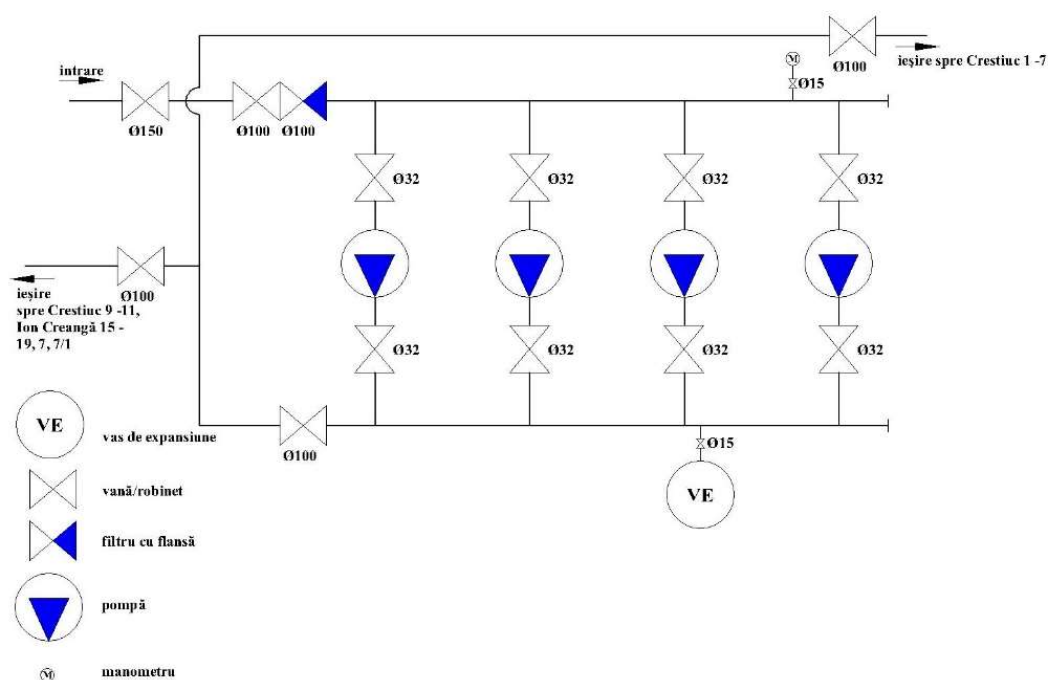 ieșire spre Crestiuc 1 -7
Ø100
M
Ø15
intrare
Ø150
Ø100
Ø100
Ø32
Ø32
Ø32
Ø32
Ø100
ieșire
spre Crestiuc 9 -11,
Ion Creangă 15 -
19, 7, 7/1
Ø32
Ø32
Ø32
Ø32
Ø100
Ø15
VE
VE
vas de expansiune
vană/robinet
filtru cu flansă
pompă
M
manometru